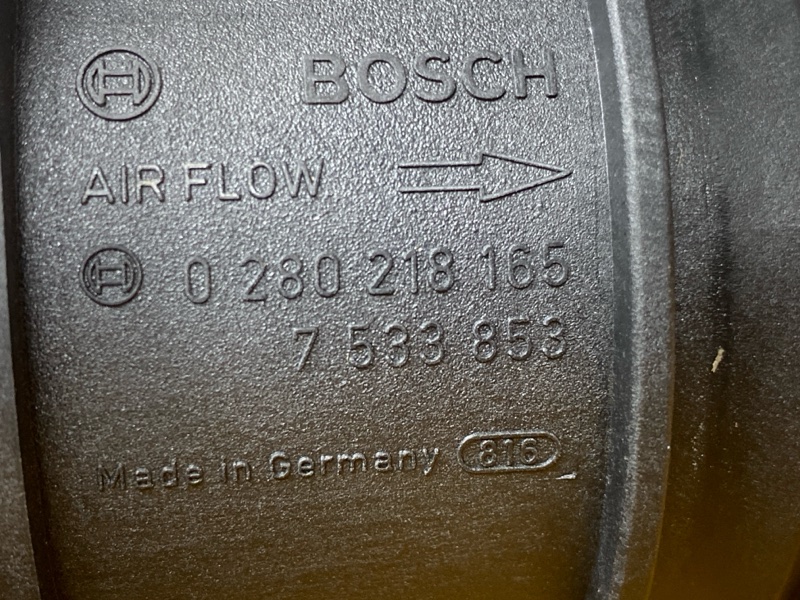 BOSCH
AIR FLOW
0 280 218 165
7 533 853
Made in Germany 816